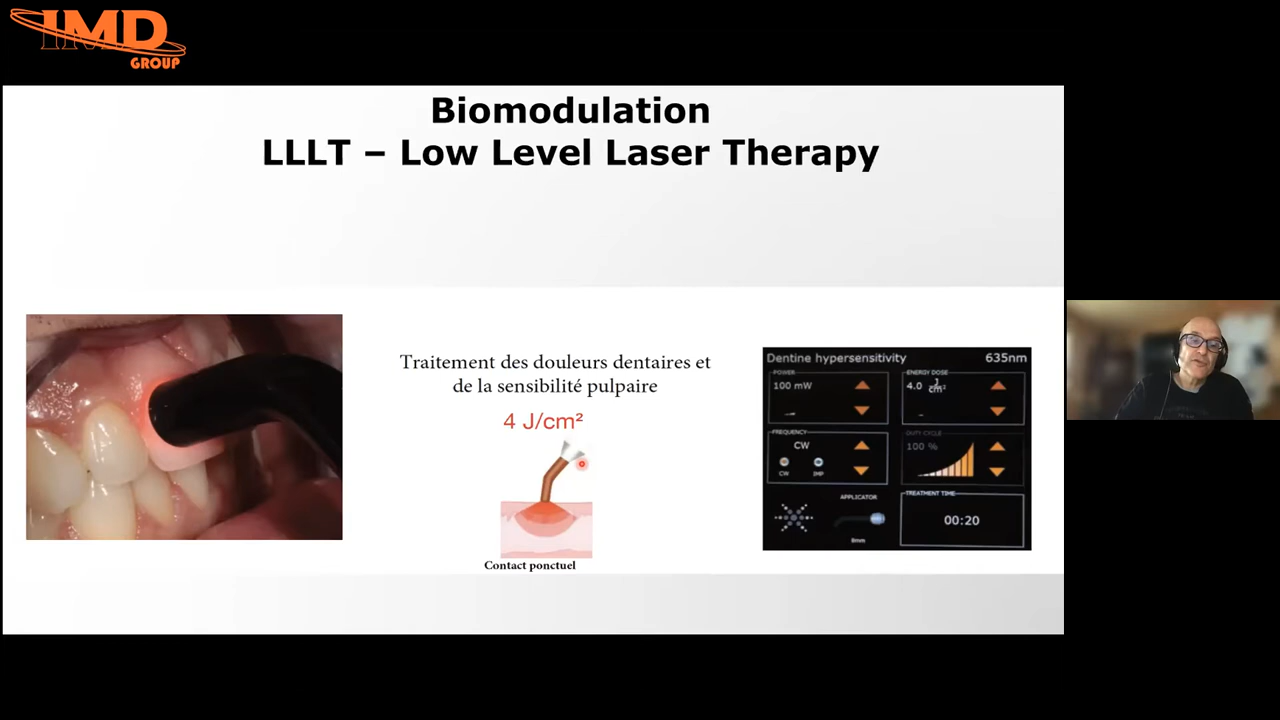 IMD
GROUP
Biomodulation
LLLT – Low Level Laser Therapy
Traitement des douleurs dentaires et
de la sensibilité pulpaire
4 J/cm²
Contact ponctuel
Dentine hypersensitivity 635nm
POWER
100 mW
ENERGY DOSE
4.0 J/cm²
FREQUENCY
CW
CW IMP
DUTY CYCLE
100 %
APPLICATOR
8mm
TREATMENT TIME
00:20